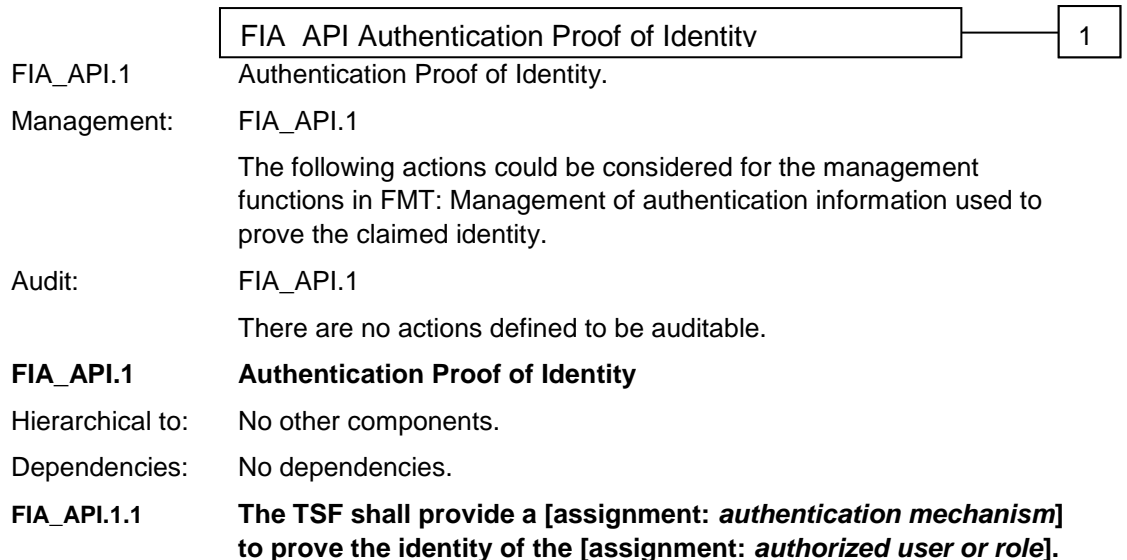 FIA_API Authentication Proof of Identity 1
FIA_API.1 Authentication Proof of Identity.
Management: FIA_API.1
The following actions could be considered for the management
functions in FMT: Management of authentication information used to
prove the claimed identity.
Audit: FIA_API.1
There are no actions defined to be auditable.
FIA_API.1 Authentication Proof of Identity
Hierarchical to: No other components.
Dependencies: No dependencies.
FIA_API.1.1 The TSF shall provide a [assignment: authentication mechanism]
to prove the identity of the [assignment: authorized user or role].